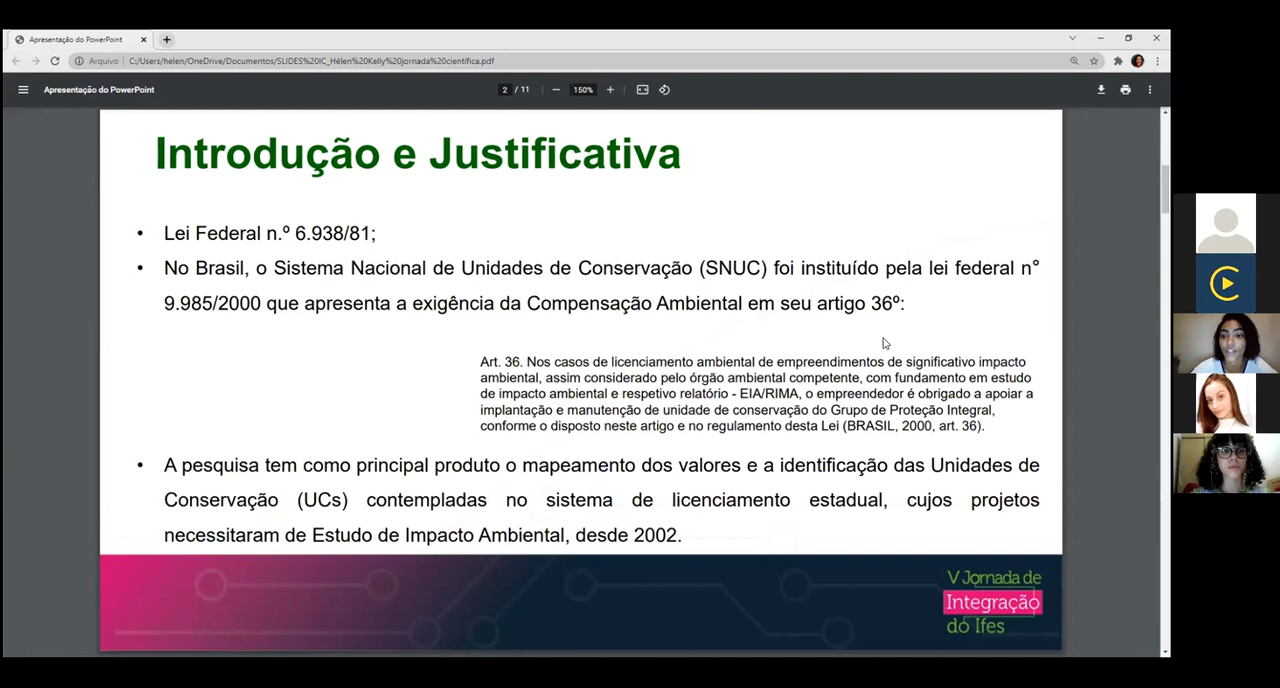 Apresentação do PowerPoint
Arquivo
C:/Users/helen/OneDrive/Documentos/SLIDES%20IC_Hélen%20Kelly%20jornada%20científica.pdf
Apresentação do PowerPoint
2 / 11
150%
Introdução e Justificativa
• Lei Federal n.º 6.938/81;
• No Brasil, o Sistema Nacional de Unidades de Conservação (SNUC) foi instituído pela lei federal n°
9.985/2000 que apresenta a exigência da Compensação Ambiental em seu artigo 36º:
Art. 36. Nos casos de licenciamento ambiental de empreendimentos de significativo impacto
ambiental, assim considerado pelo órgão ambiental competente, com fundamento em estudo
de impacto ambiental e respetivo relatório - EIA/RIMA, o empreendedor é obrigado a apoiar a
implantação e manutenção de unidade de conservação do Grupo de Proteção Integral,
conforme o disposto neste artigo e no regulamento desta Lei (BRASIL, 2000, art. 36).
• A pesquisa tem como principal produto o mapeamento dos valores e a identificação das Unidades de
Conservação (UCs) contempladas no sistema de licenciamento estadual, cujos projetos
necessitaram de Estudo de Impacto Ambiental, desde 2002.
V Jornada de
Integração
do Ifes